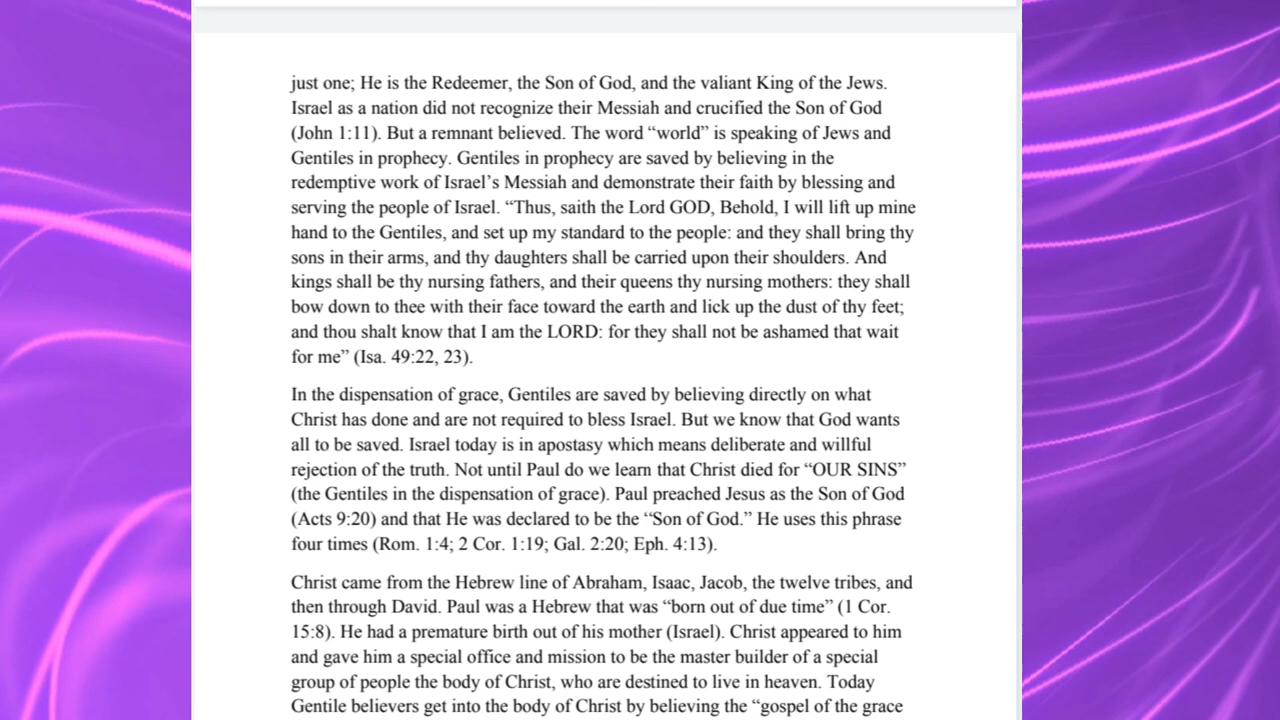 just one; He is the Redeemer, the Son of God, and the valiant King of the Jews.
Israel as a nation did not recognize their Messiah and crucified the Son of God
(John 1:11). But a remnant believed. The word “world” is speaking of Jews and
Gentiles in prophecy. Gentiles in prophecy are saved by believing in the
redemptive work of Israel’s Messiah and demonstrate their faith by blessing and
serving the people of Israel. “Thus, saith the Lord GOD, Behold, I will lift up mine
hand to the Gentiles, and set up my standard to the people: and they shall bring thy
sons in their arms, and thy daughters shall be carried upon their shoulders. And
kings shall be thy nursing fathers, and their queens thy nursing mothers: they shall
bow down to thee with their face toward the earth and lick up the dust of thy feet;
and thou shalt know that I am the LORD: for they shall not be ashamed that wait
for me” (Isa. 49:22, 23).
In the dispensation of grace, Gentiles are saved by believing directly on what
Christ has done and are not required to bless Israel. But we know that God wants
all to be saved. Israel today is in apostasy which means deliberate and willful
rejection of the truth. Not until Paul do we learn that Christ died for “OUR SINS”
(the Gentiles in the dispensation of grace). Paul preached Jesus as the Son of God
(Acts 9:20) and that He was declared to be the “Son of God.” He uses this phrase
four times (Rom. 1:4; 2 Cor. 1:19; Gal. 2:20; Eph. 4:13).
Christ came from the Hebrew line of Abraham, Isaac, Jacob, the twelve tribes, and
then through David. Paul was a Hebrew that was “born out of due time” (1 Cor.
15:8). He had a premature birth out of his mother (Israel). Christ appeared to him
and gave him a special office and mission to be the master builder of a special
group of people the body of Christ, who are destined to live in heaven. Today
Gentile believers get into the body of Christ by believing the “gospel of the grace